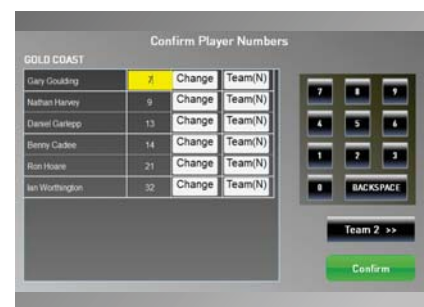 Confirm Player Numbers
GOLD COAST
Gary Goulding 7 Change Team(N)
Nathan Harvey 9 Change Team(N)
Daniel Garlepp 13 Change Team(N)
Benny Cadee 14 Change Team(N)
Ron Hoare 21 Change Team(N)
Ian Worthington 32 Change Team(N)
7 8 9
4 5 6
1 2 3
0 BACKSPACE
Team 2 >>
Confirm